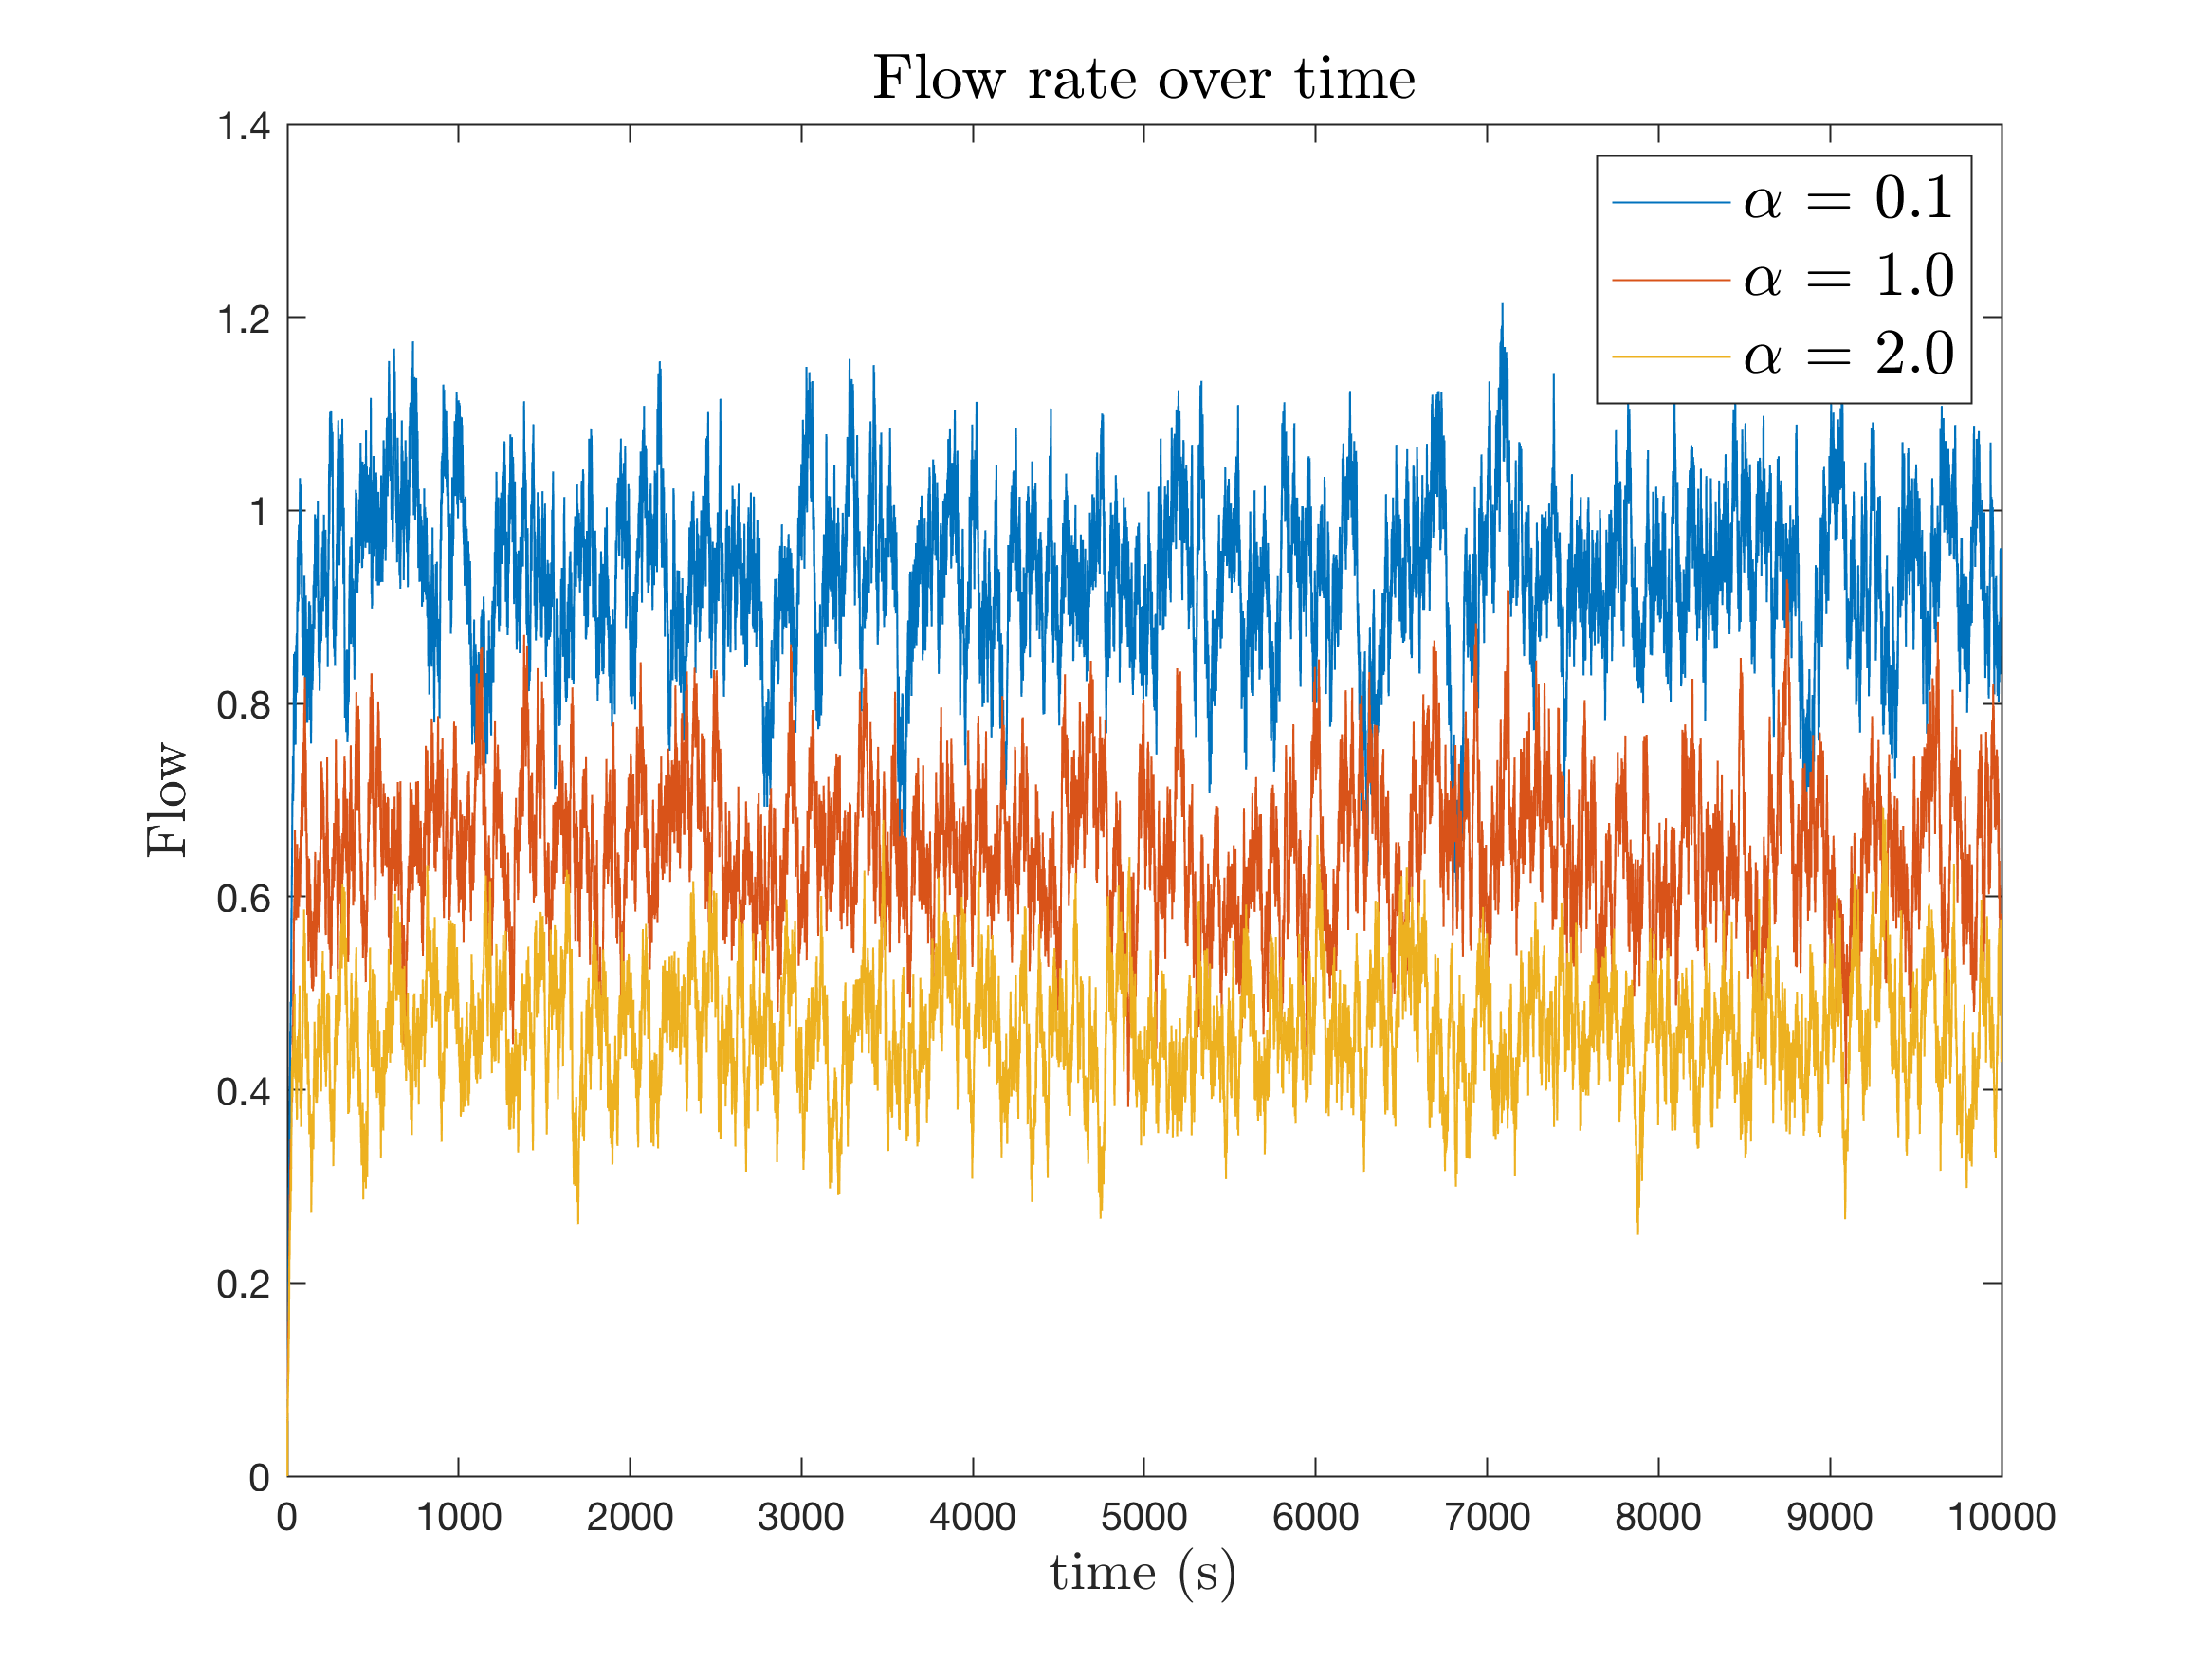 Flow rate over time
1.4
1.2
1
0.8
0.6
0.4
0.2
0
Flow
α = 0.1
α = 1.0
α = 2.0
0 1000 2000 3000 4000 5000 6000 7000 8000 9000 10000
time (s)